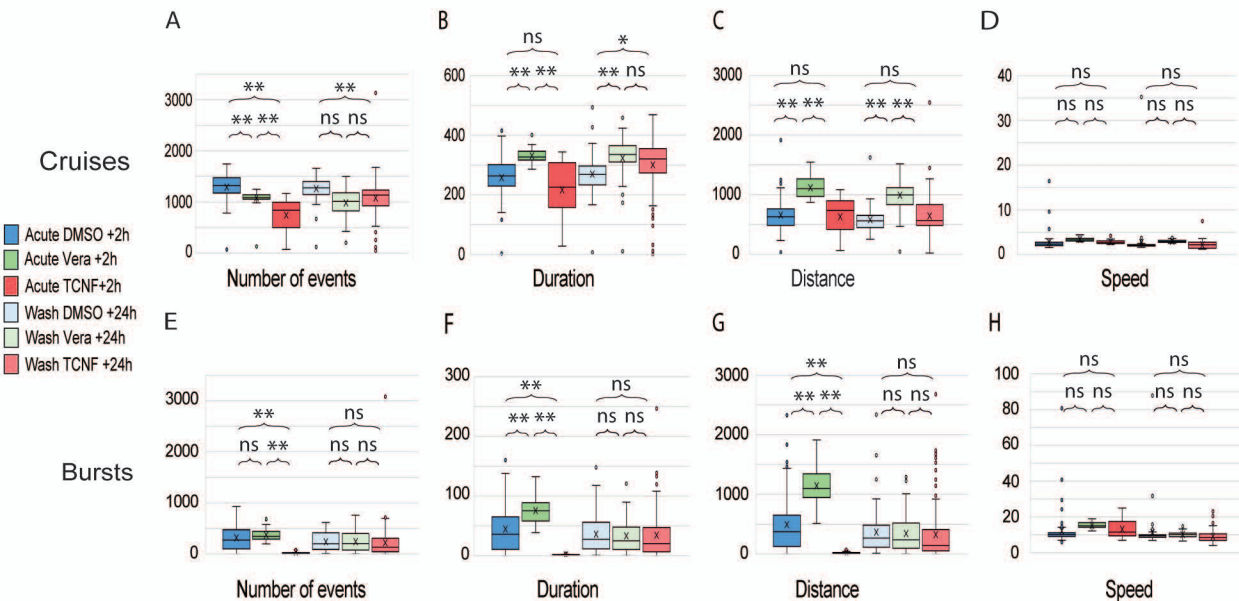 A
B
C
D
ns
*
** **
** ns
600
400
200
0
Duration
ns ns
** ** ** **
3000
2000
1000
0
Distance
ns ns
ns ns ns ns
40
35
30
25
20
15
10
5
0
Speed
** **
** ** ns ns
3000
2000
1000
0
Number of events
Cruises
Acute DMSO +2h
Acute Vera +2h
Acute TCNF+2h
Wash DMSO +24h
Wash Vera +24h
Wash TCNF +24h
Bursts
E
F
G
H
** ns
ns ** ns ns
3000
2000
1000
0
Number of events
** ns
** ** ns ns
300
200
100
0
Duration
** ns
** ** ns ns
3000
2000
1000
0
Distance
ns ns
ns ns ns ns
100
80
60
40
20
10
0
Speed